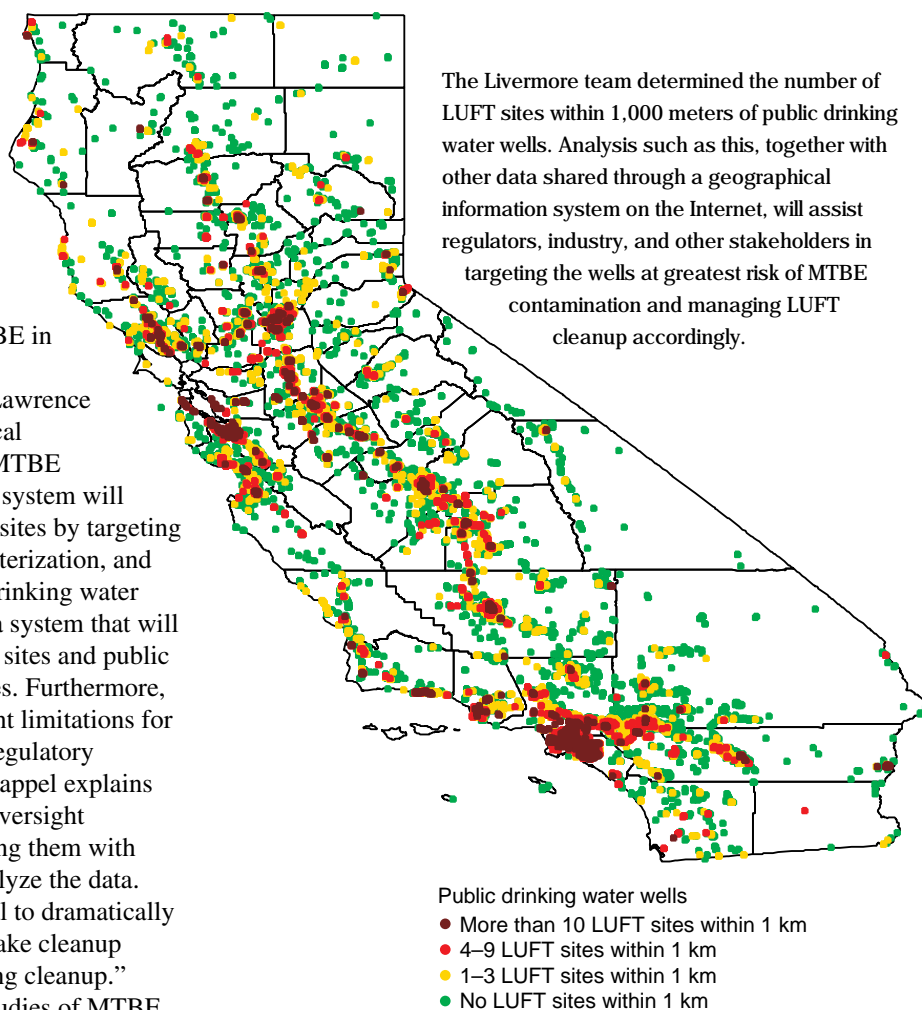 The Livermore team determined the number of
LUFT sites within 1,000 meters of public drinking
water wells. Analysis such as this, together with
other data shared through a geographical
information system on the Internet, will assist
regulators, industry, and other stakeholders in
targeting the wells at greatest risk of MTBE
contamination and managing LUFT
cleanup accordingly.
BE in
Lawrence
cal
MTBE
system will
sites by targeting
terization, and
rinking water
a system that will
sites and public
es. Furthermore,
nt limitations for
egulatory
appel explains
versight
ng them with
lyze the data.
l to dramatically
ake cleanup
ng cleanup.”
udies of MTBE
Public drinking water wells
More than 10 LUFT sites within 1 km
4–9 LUFT sites within 1 km
1–3 LUFT sites within 1 km
No LUFT sites within 1 km